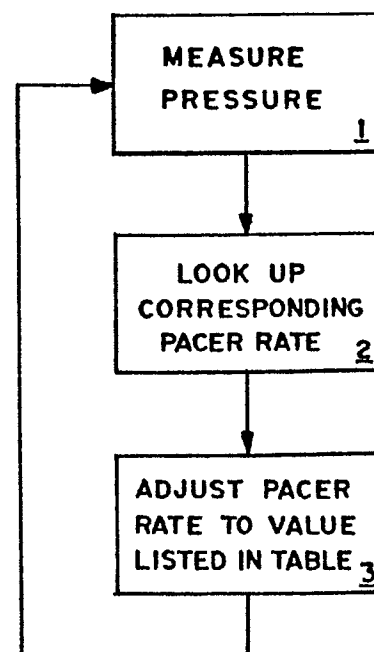 MEASURE
PRESSURE
1
LOOK UP
CORRESPONDING
PACER RATE 2
ADJUST PACER
RATE TO VALUE
LISTED IN TABLE 3